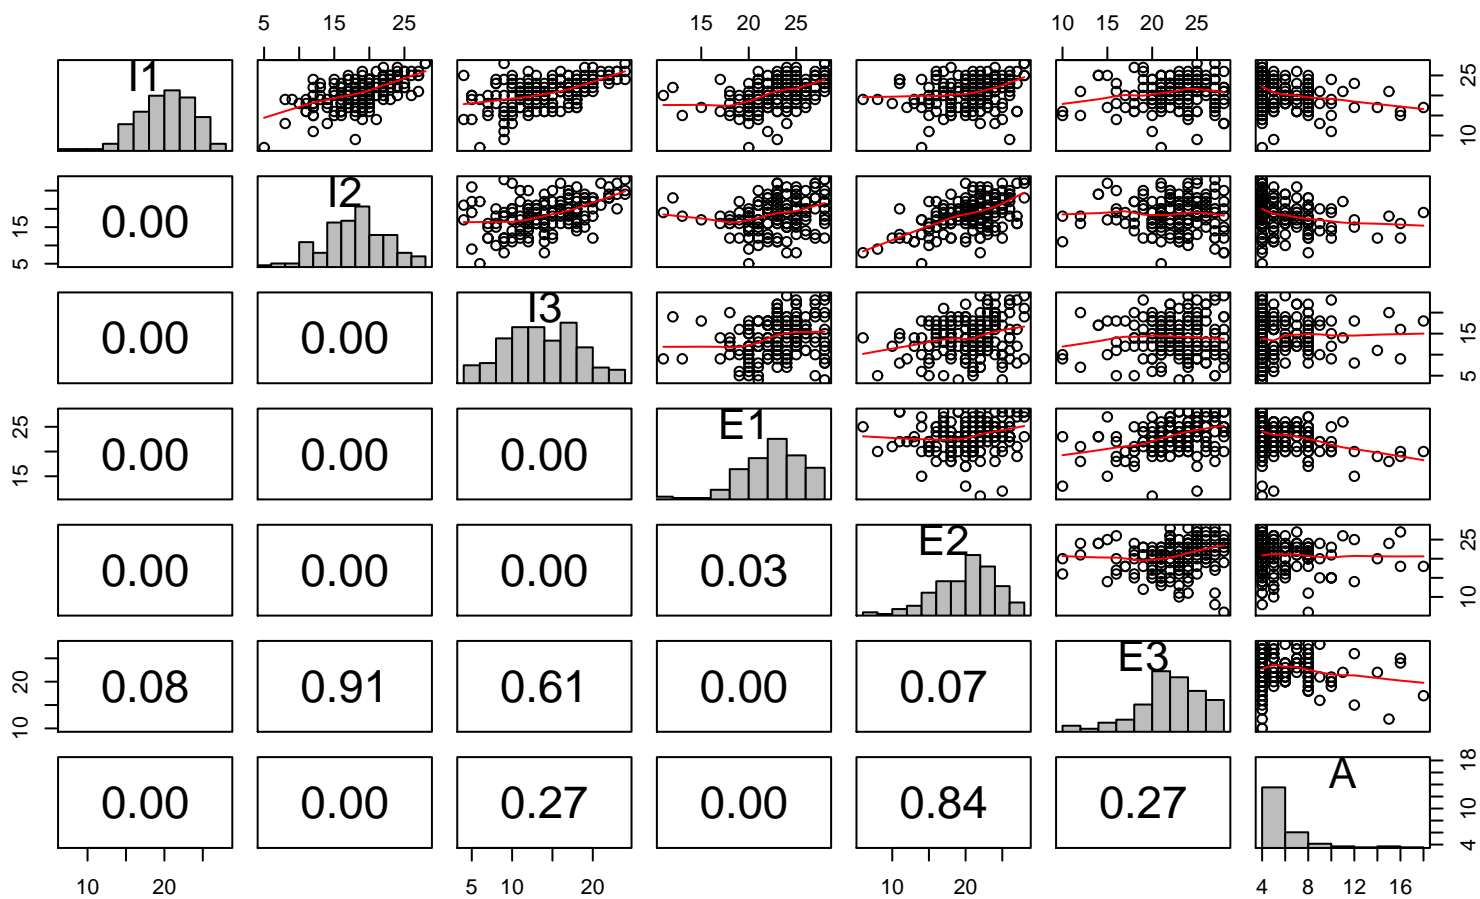 5 15 25 15 20 25 10 15 20 25
I1 10 25
5 15 0.00 I2
0.00 0.00 I3 5 15
15 25 0.00 0.00 0.00 E1
0.00 0.00 0.00 0.03 E2 10 25
10 20 0.08 0.91 0.61 0.00 0.07 E3
0.00 0.00 0.27 0.00 0.84 0.27 A 4 10 18
10 20 5 10 20 10 20 4 8 12 16